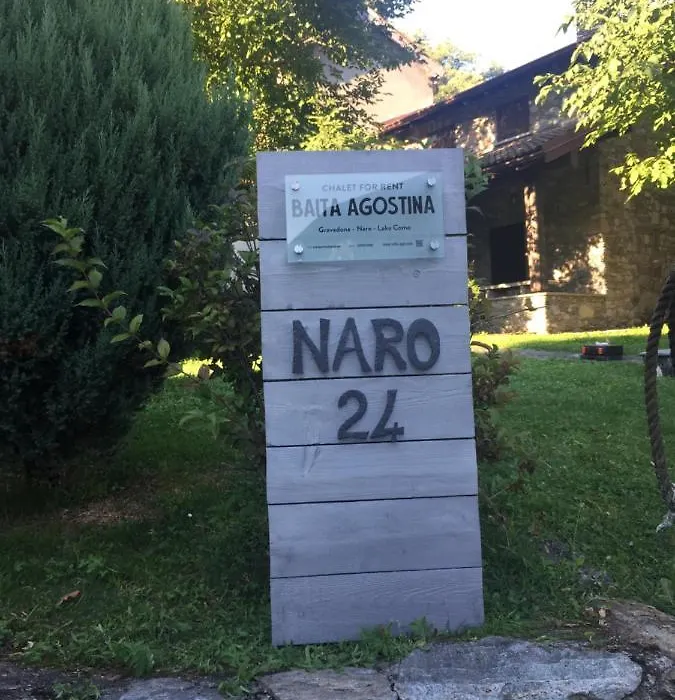 CHALET FOR RENT
BAITA AGOSTINA
Gravedona - Naro - Lake Como
NARO
24